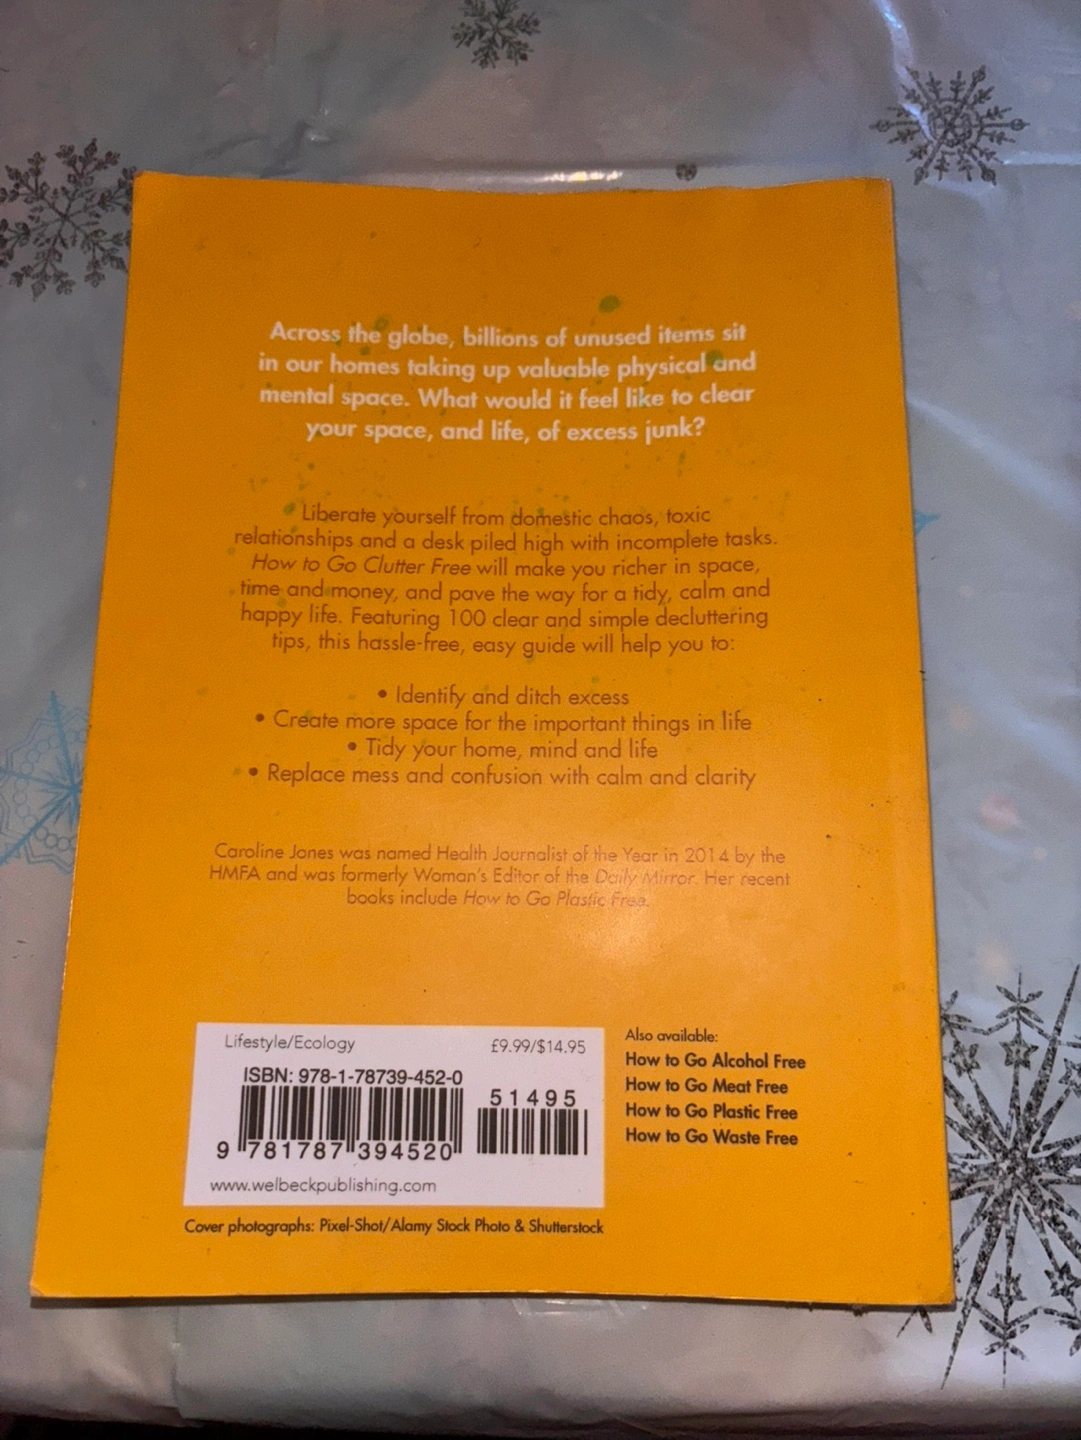 Across the globe, billions of unused items sit
in our homes taking up valuable physical and
mental space. What would it feel like to clear
your space, and life, of excess junk?
Liberate yourself from domestic chaos, toxic
relationships and a desk piled high with incomplete tasks.
How to Go Clutter Free will make you richer in space,
time and money, and pave the way for a tidy, calm and
happy life. Featuring 100 clear and simple decluttering
tips, this hassle-free, easy guide will help you to:
• Identify and ditch excess
• Create more space for the important things in life
• Tidy your home, mind and life
• Replace mess and confusion with calm and clarity
Caroline Jones was named Health Journalist of the Year in 2014 by the
HMFA and was formerly Woman's Editor of the Daily Mirror. Her recent
books include How to Go Plastic Free.
Lifestyle/Ecology £9.99/$14.95
ISBN: 978-1-78739-452-0
51495
9 781787 394520
www.welbeckpublishing.com
Also available:
How to Go Alcohol Free
How to Go Meat Free
How to Go Plastic Free
How to Go Waste Free
Cover photographs: Pixel-Shot/Alamy Stock Photo & Shutterstock